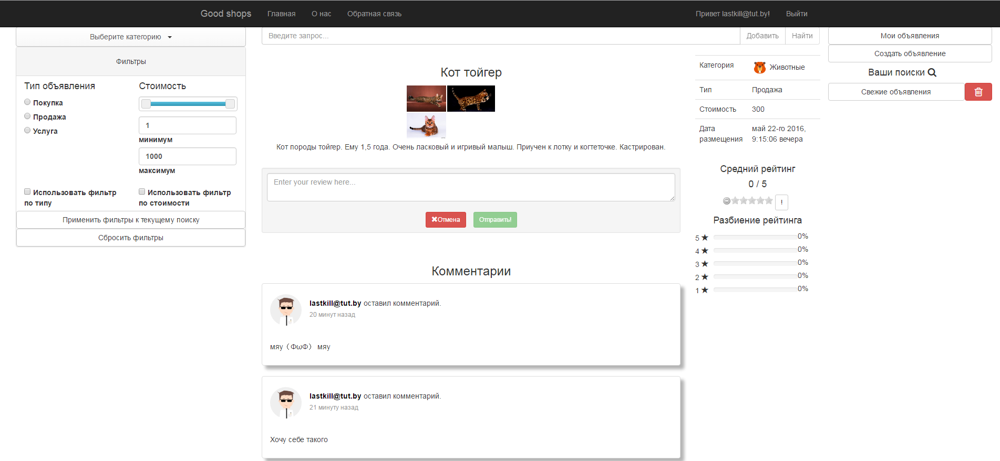 Good shops Главная О нас Обратная связь Привет lastkill@tut.by! Выйти
Выберите категорию
Фильтры
Тип объявления
Покупка
Продажа
Услуга
Стоимость
1
минимум
1000
максимум
Использовать фильтр
по типу
Использовать фильтр
по стоимости
Применить фильтры к текущему поиску
Сбросить фильтры
Введите запрос... Добавить Найти
Кот тойгер
Кот породы тойгер. Ему 1,5 года. Очень ласковый и игривый малыш. Приучен к лотку и когтеточке. Кастрирован.
Enter your review here...
✖Отмена Отправить!
Комментарии
lastkill@tut.by оставил комментарий.
20 минут назад
мяу（ФωФ） мяу
lastkill@tut.by оставил комментарий.
21 минуту назад
Хочу себе такого
Категория Животные
Тип Продажа
Стоимость 300
Дата
размещения
май 22-го 2016,
9:15:06 вечера
Средний рейтинг
0 / 5
!
Разбиение рейтинга
5 ★ 0%
4 ★ 0%
3 ★ 0%
2 ★ 0%
1 ★ 0%
Мои объявления
Создать объявление
Ваши поиски
Свежие объявления